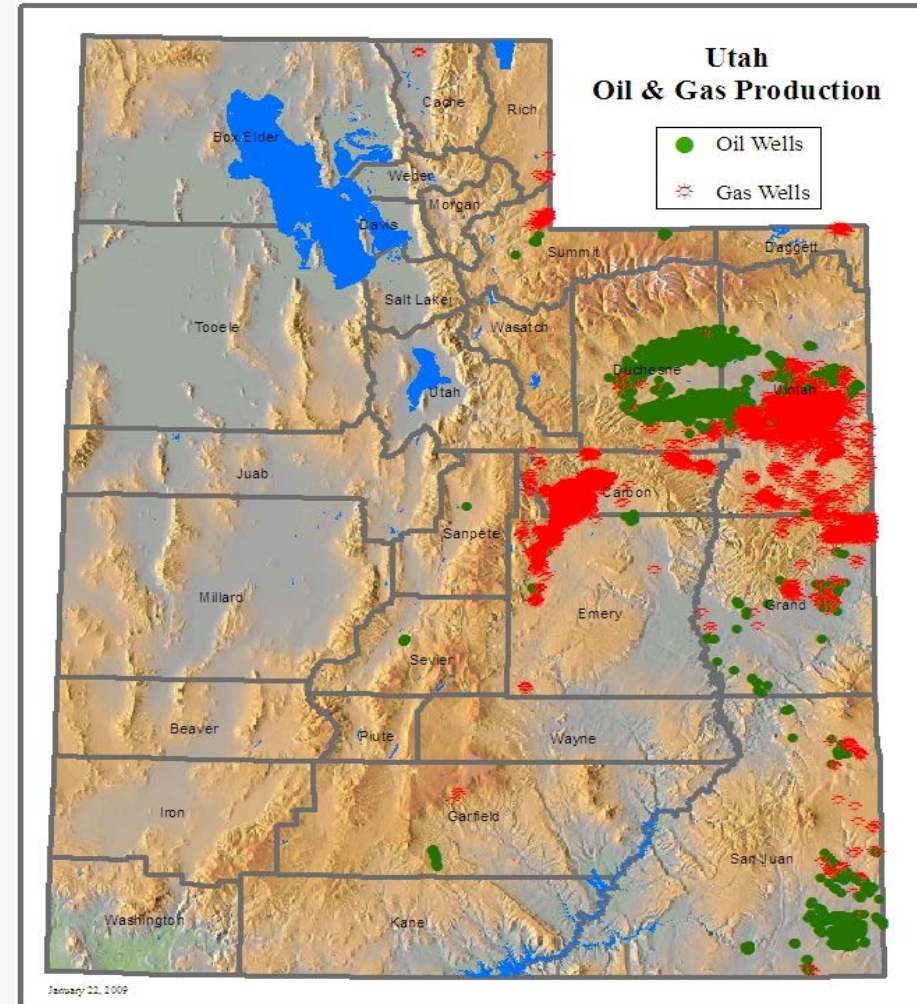 Utah
Oil & Gas Production
Oil Wells
Gas Wells
Cache
Rich
Box Elder
Weber
Morgan
Davis
Summit
Daggett
Salt Lake
Tooele
Wasatch
Duchesne
Uintah
Utah
Juab
Carbon
Sanpete
Millard
Emery
Grand
Sevier
Beaver
Piute
Wayne
Iron
Garfield
San Juan
Washington
Kane
January 22, 2009